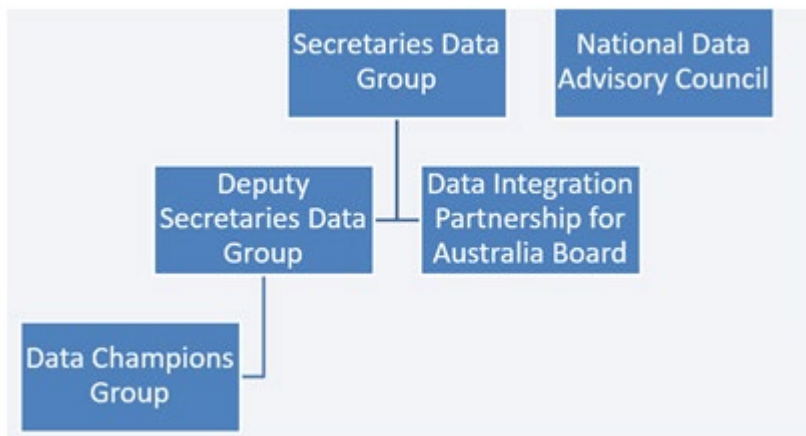 Secretaries Data
Group
National Data
Advisory Council
Deputy
Secretaries Data
Group
Data Integration
Partnership for
Australia Board
Data Champions
Group